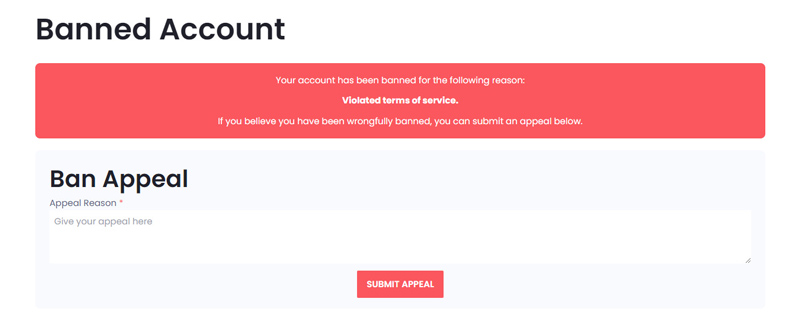 Banned Account
Your account has been banned for the following reason:
Violated terms of service.
If you believe you have been wrongfully banned, you can submit an appeal below.
Ban Appeal
Appeal Reason *
Give your appeal here
SUBMIT APPEAL